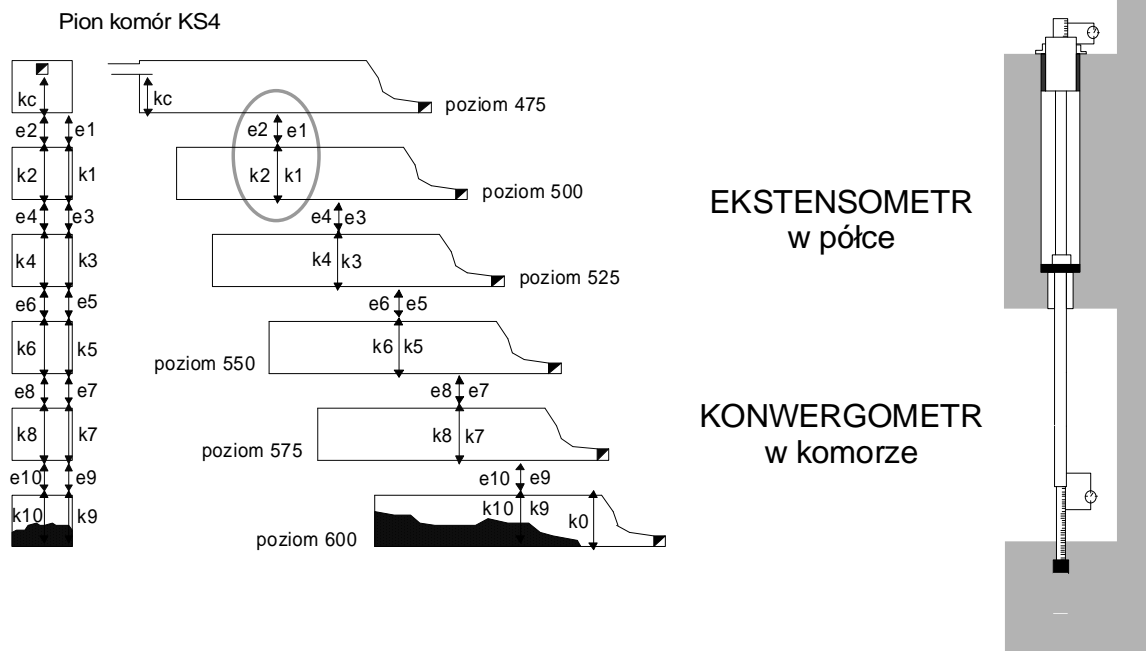 Pion komór KS4
kc
kc
poziom 475
e2 e1
e2 e1
k2 k1
k2 k1
poziom 500
e4 e3
e4 e3
k4 k3
k4 k3
poziom 525
e6 e5
e6 e5
k6 k5
k6 k5
poziom 550
e8 e7
e8 e7
k8 k7
k8 k7
poziom 575
e10 e9
e10 e9
k10 k9
k10 k9
k0
poziom 600
EKSTENSOMETR
w półce
KONWERGOMETR
w komorze